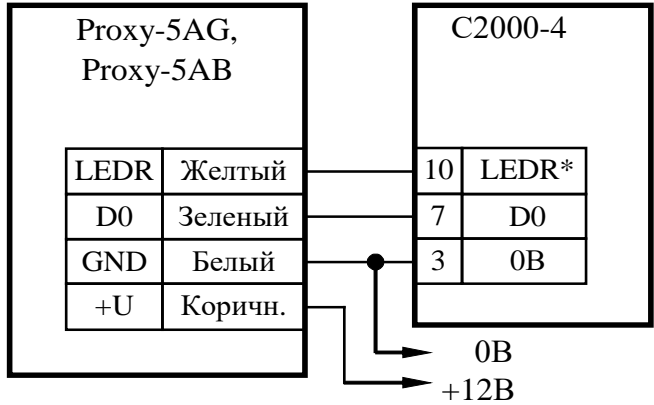 Proxy-5AG,
Proxy-5AB
C2000-4
LEDR Желтый 10 LEDR*
D0 Зеленый 7 D0
GND Белый 3 0В
+U Коричн.
0В
+12В